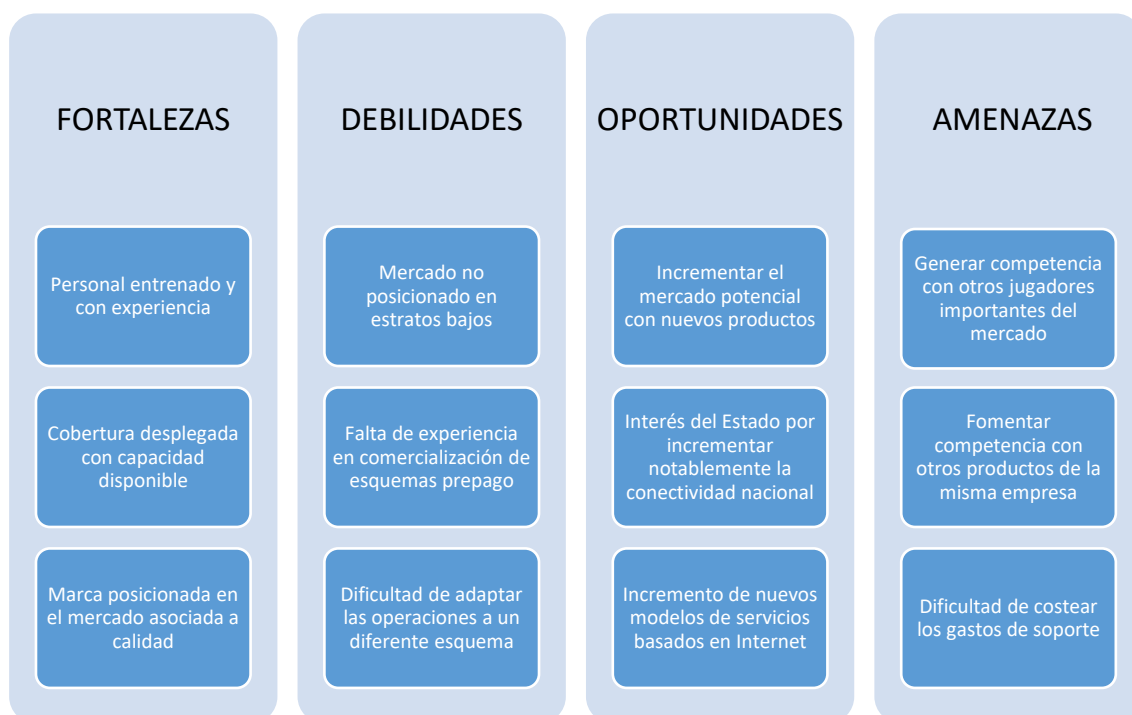 FORTALEZAS
Personal entrenado y
con experiencia
Cobertura desplegada
con capacidad
disponible
Marca posicionada en
el mercado asociada a
calidad
DEBILIDADES
Mercado no
posicionado en
estratos bajos
Falta de experiencia
en comercialización de
esquemas prepago
Dificultad de adaptar
las operaciones a un
diferente esquema
OPORTUNIDADES
Incrementar el
mercado potencial
con nuevos productos
Interés del Estado por
incrementar
notablemente la
conectividad nacional
Incremento de nuevos
modelos de servicios
basados en Internet
AMENAZAS
Generar competencia
con otros jugadores
importantes del
mercado
Fomentar
competencia con
otros productos de la
misma empresa
Dificultad de costear
los gastos de soporte